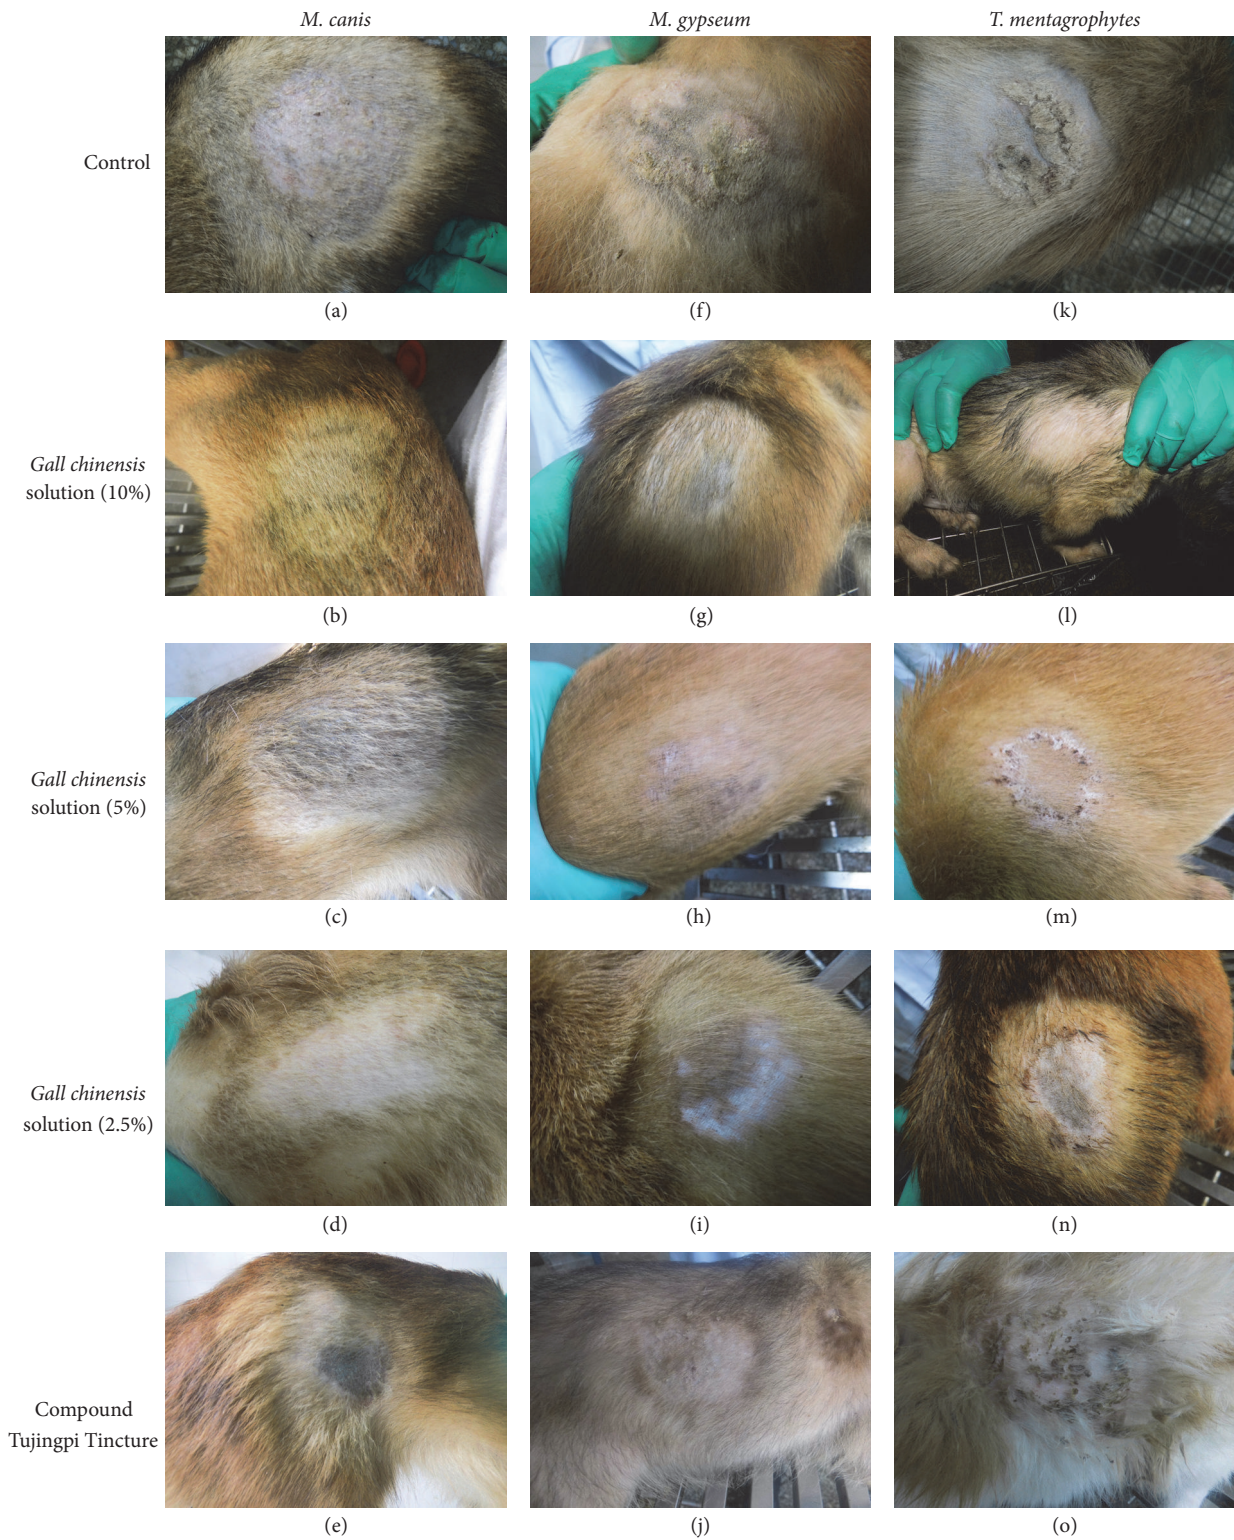 M. canis
M. gypseum
T. mentagrophytes
Control
(a)
(f)
(k)
Gall chinensis
solution (10%)
(b)
(g)
(l)
Gall chinensis
solution (5%)
(c)
(h)
(m)
Gall chinensis
solution (2.5%)
(d)
(i)
(n)
Compound
Tujingpi Tincture
(e)
(j)
(o)